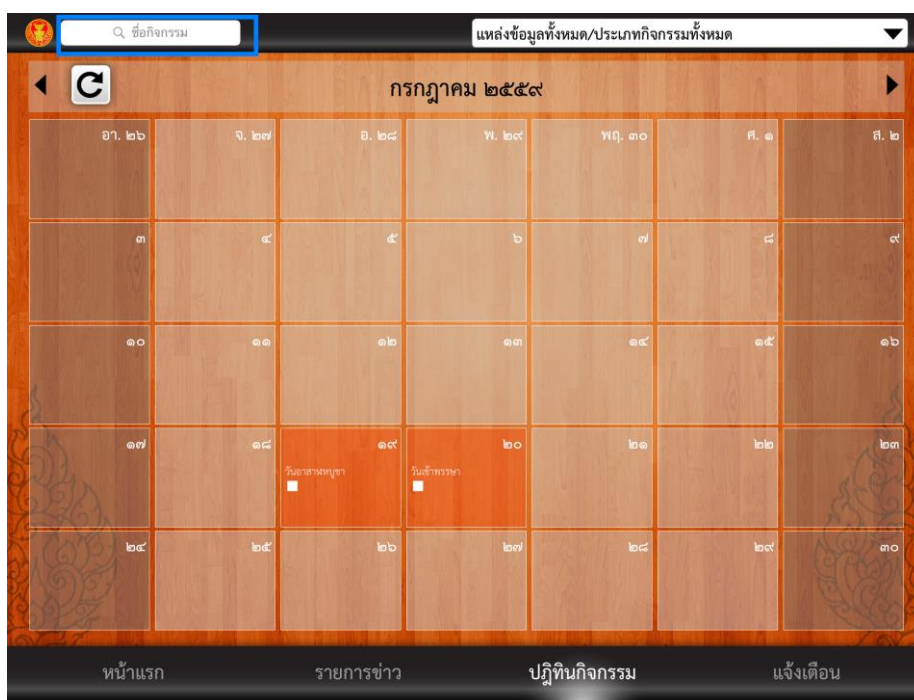 ชื่อกิจกรรม
แหล่งข้อมูลทั้งหมด/ประเภทกิจกรรมทั้งหมด
กรกฎาคม ๒๕๕๙
อา. ๒๖ จ. ๒๗ อ. ๒๘ พ. ๒๙ พฤ. ๓๐ ศ. ๑ ส. ๒
๓ ๔ ๕ ๖ ๗ ๘ ๙
๑๐ ๑๑ ๑๒ ๑๓ ๑๔ ๑๕ ๑๖
๑๗ ๑๘ ๑๙ ๒๐ ๒๑ ๒๒ ๒๓
วันอาสาฬหบูชา วันเข้าพรรษา
๒๔ ๒๕ ๒๖ ๒๗ ๒๘ ๒๙ ๓๐
หน้าแรก รายการข่าว ปฎิทินกิจกรรม แจ้งเตือน